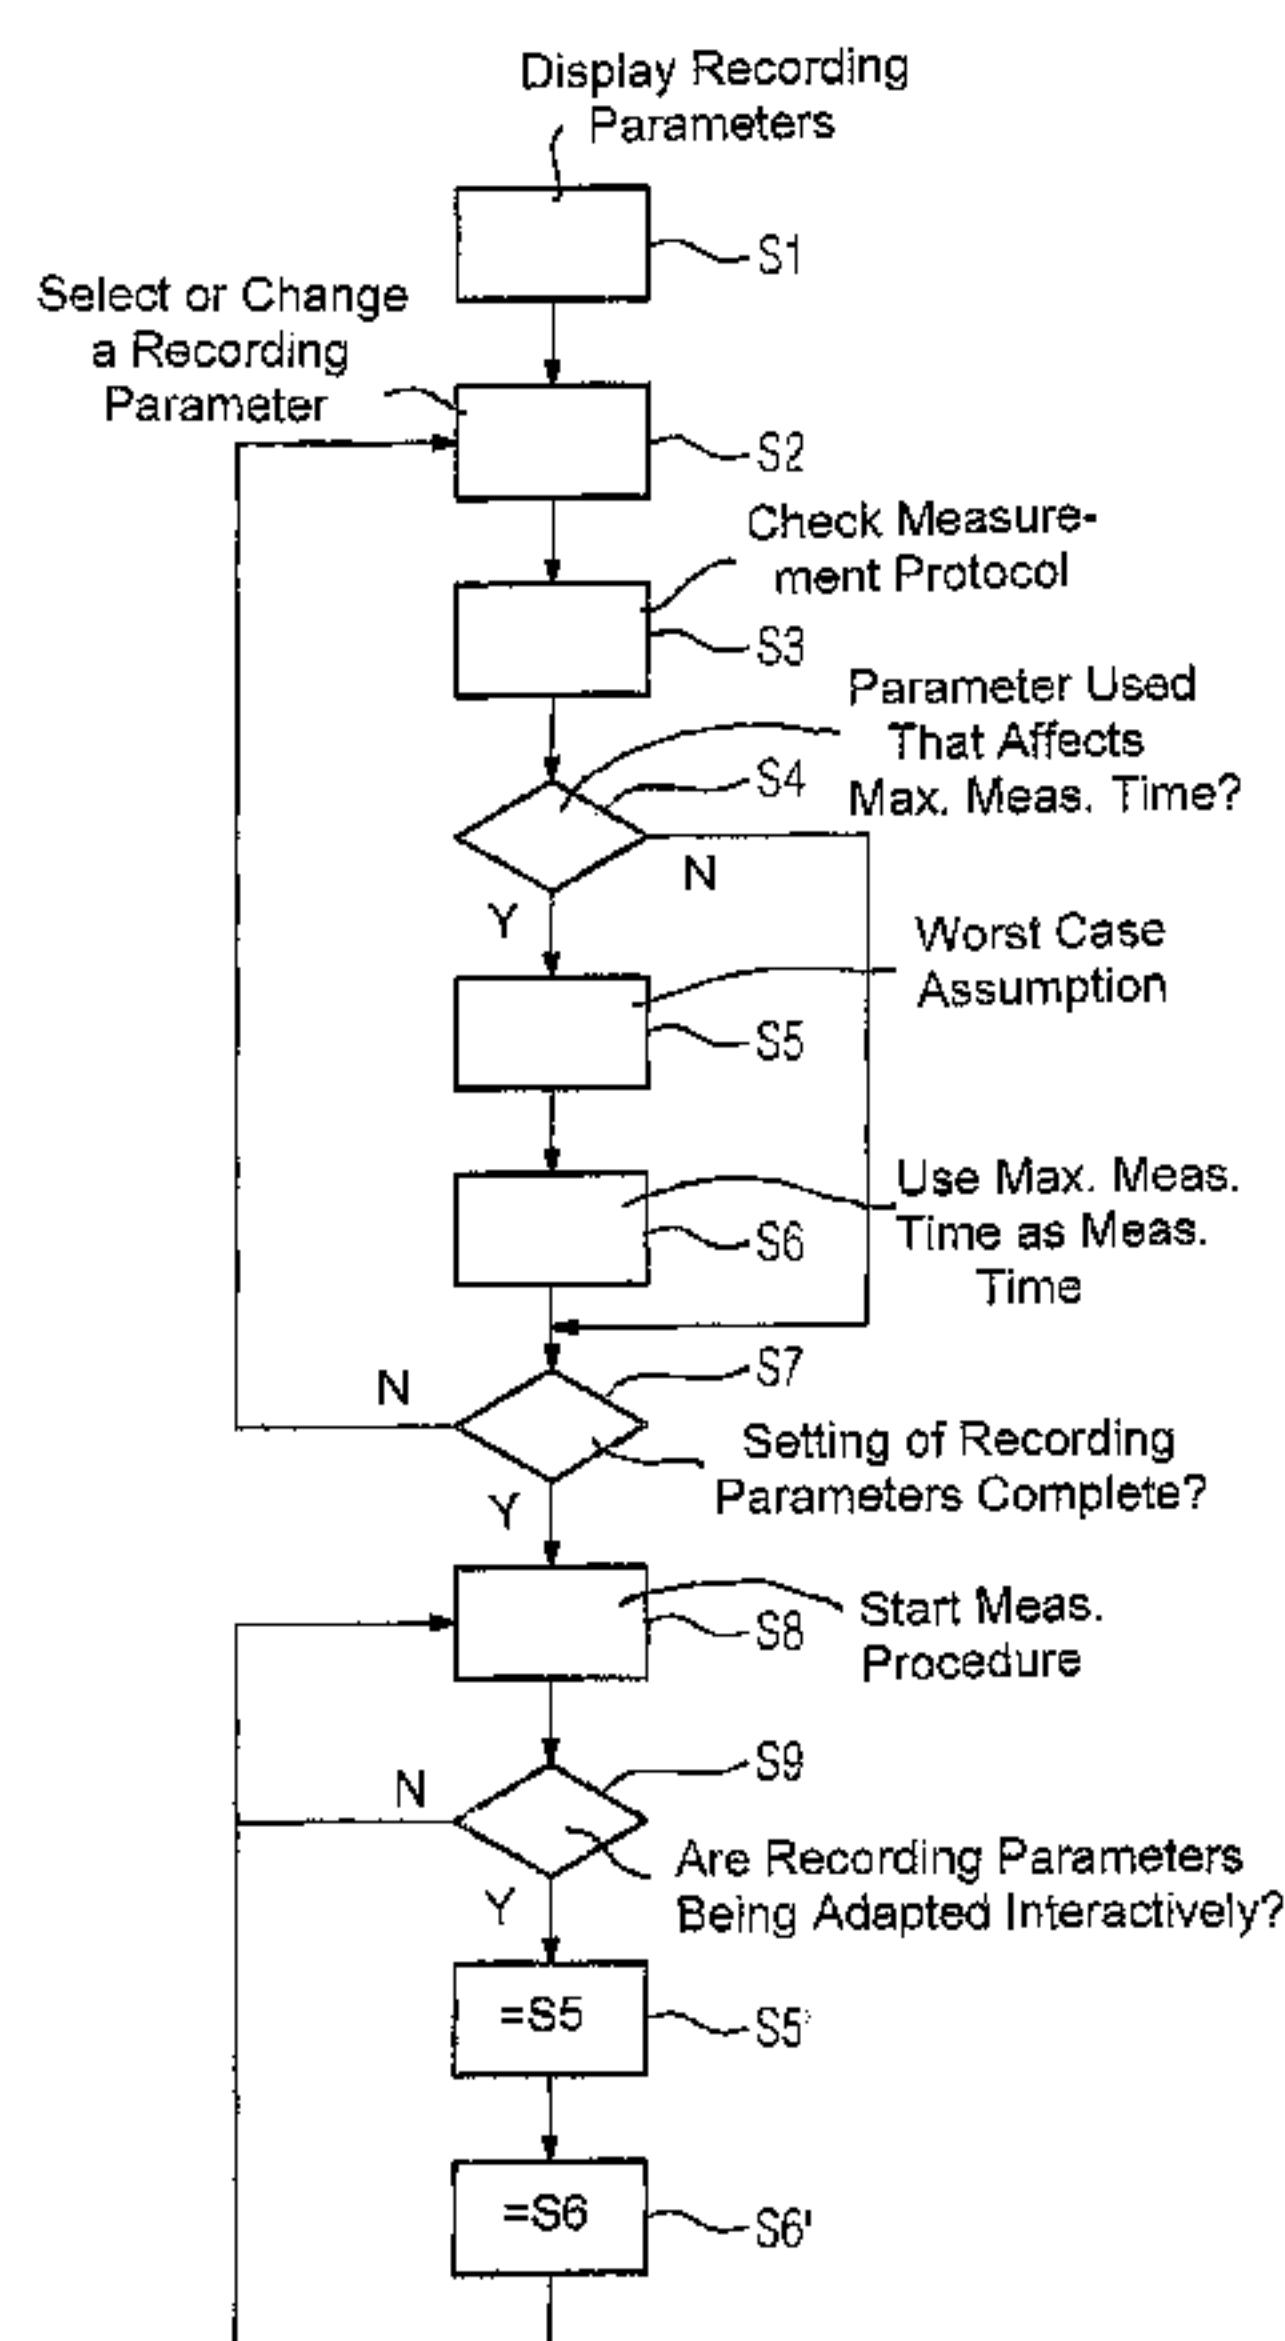 Display Recording
Parameters
S1
Select or Change
a Recording
Parameter
S2
Check Measure-
ment Protocol
S3
Parameter Used
That Affects
Max. Meas. Time?
S4
N
Y
Worst Case
Assumption
S5
Use Max. Meas.
Time as Meas.
Time
S6
S7
N
Setting of Recording
Parameters Complete?
Y
Start Meas.
Procedure
S8
S9
N
Are Recording Parameters
Being Adapted Interactively?
Y
=S5
S5'
=S6
S6'